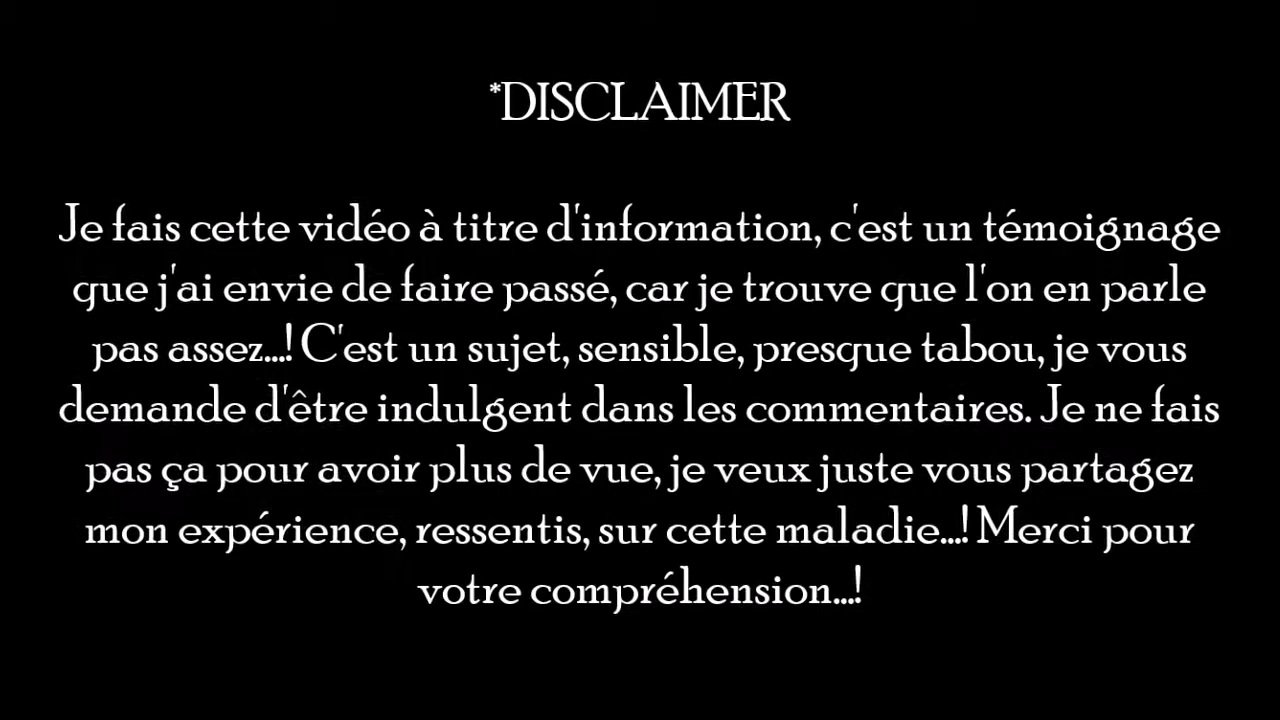 *DISCLAIMER
Je fais cette vidéo à titre d'information, c'est un témoignage
que j'ai envie de faire passé, car je trouve que l'on en parle
pas assez...! C'est un sujet, sensible, presque tabou, je vous
demande d'être indulgent dans les commentaires. Je ne fais
pas ça pour avoir plus de vue, je veux juste vous partagez
mon expérience, ressentis, sur cette maladie...! Merci pour
votre compréhension...!